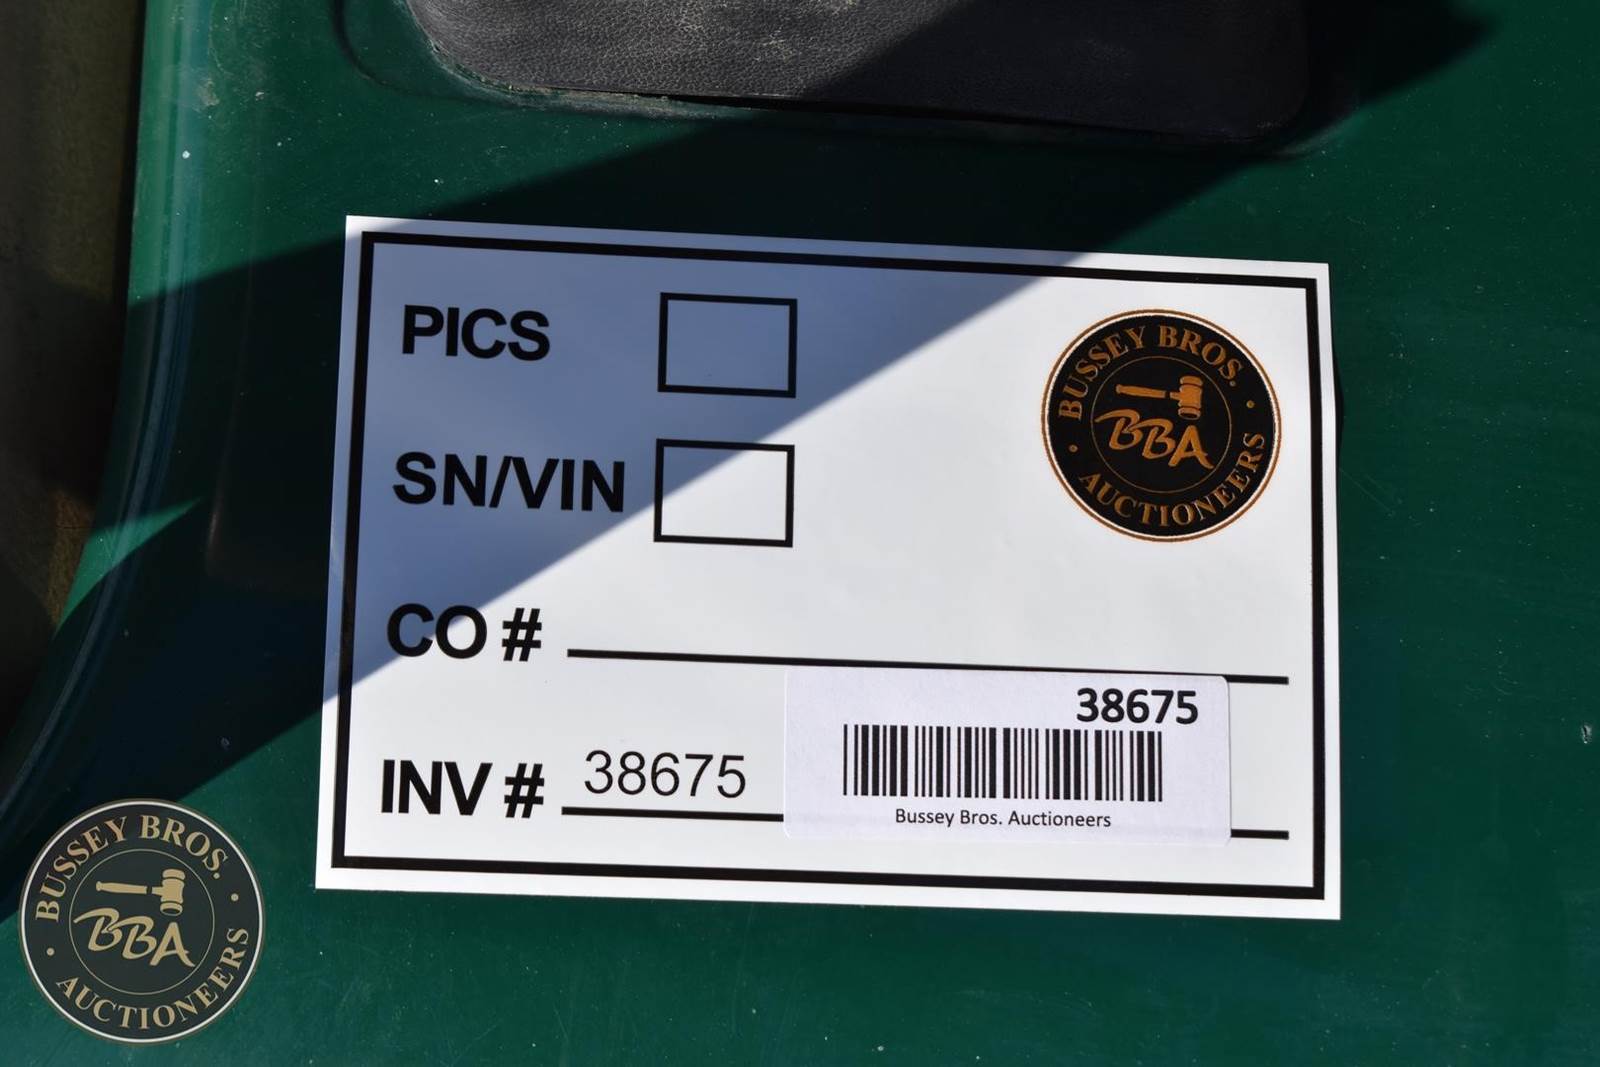 PICS
BUSSEY BROS.
BBA
AUCTIONEERS
SN/VIN
CO #
38675
INV # 38675
Bussey Bros. Auctioneers
BUSSEY BROS.
BBA
AUCTIONEERS